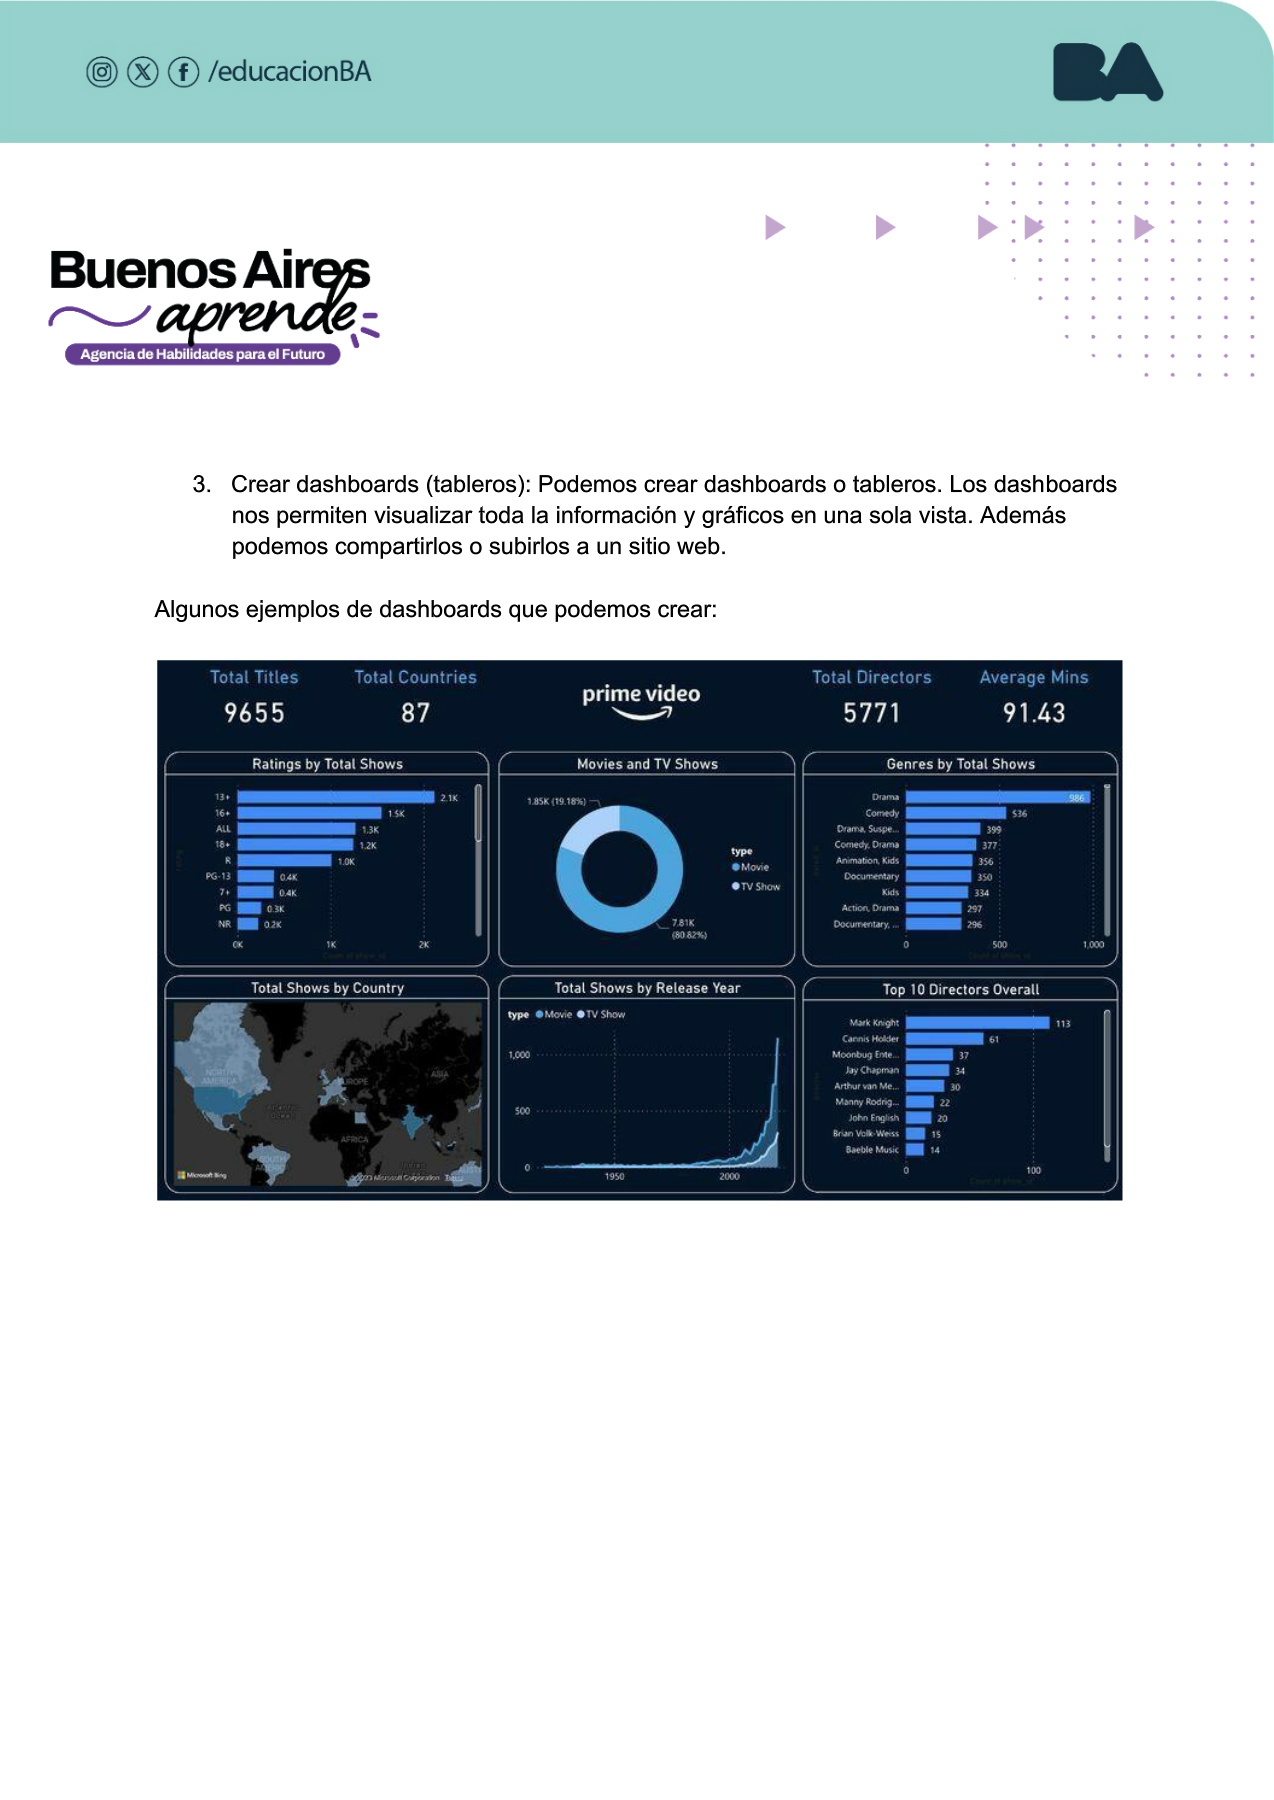 /educacionBA
BA
Buenos Aires
aprende
Agencia de Habilidades para el Futuro
3. Crear dashboards (tableros): Podemos crear dashboards o tableros. Los dashboards
nos permiten visualizar toda la información y gráficos en una sola vista. Además
podemos compartirlos o subirlos a un sitio web.
Algunos ejemplos de dashboards que podemos crear:
Total Titles
9655
Total Countries
87
prime video
Total Directors
5771
Average Mins
91.43
Ratings by Total Shows
13+ 2.1K
16+ 1.5K
ALL 1.3K
18+ 1.2K
R 1.0K
PG-13 0.4K
7+ 0.4K
PG 0.3K
NR 0.2K
0K 1K 2K
Movies and TV Shows
1.85K (19.18%)
type
Movie
TV Show
7.81K
(80.82%)
Genres by Total Shows
Drama 986
Comedy 536
Drama, Suspe... 399
Comedy, Drama 377
Animation, Kids 356
Documentary 350
Kids 334
Action, Drama 297
Documentary, ... 296
0 500 1,000
Total Shows by Country
NORTH
AMERICA
EUROPE
ASIA
Atlantic
Ocean
AFRICA
SOUTH
AMERICA
Microsoft Bing
© 2023 Microsoft Corporation Terms
Total Shows by Release Year
type Movie TV Show
1,000
500
0
1950 2000
Top 10 Directors Overall
Mark Knight 113
Cannis Holder 61
Moonbug Ente... 37
Jay Chapman 34
Arthur van Me... 30
Manny Rodrig... 22
John English 20
Brian Volk-Weiss 15
Baeble Music 14
0 100